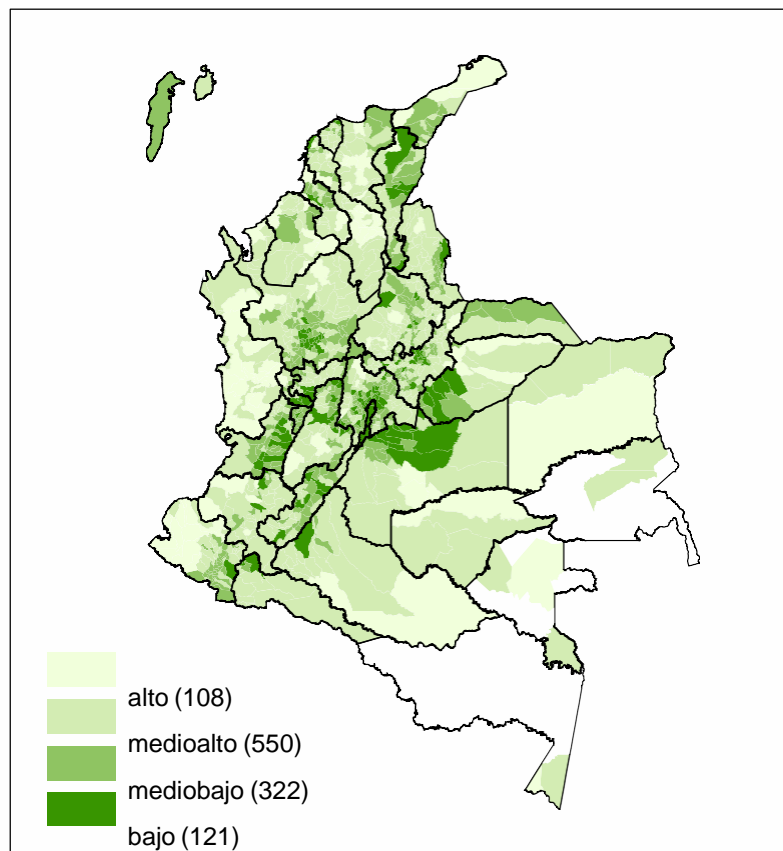 alto (108)
medioalto (550)
mediobajo (322)
bajo (121)